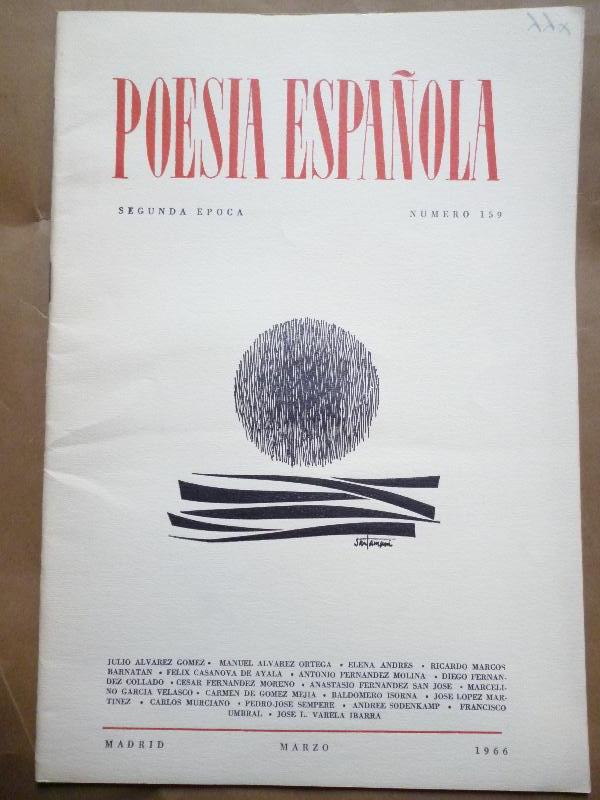 POESIA ESPAÑOLA
SEGUNDA EPOCA NUMERO 159
JULIO ALVAREZ GOMEZ • MANUEL ALVAREZ ORTEGA • ELENA ANDRES • RICARDO MARCOS
BARNATAN • FELIX CASANOVA DE AYALA • ANTONIO FERNANDEZ MOLINA • DIEGO FERNAN-
DEZ COLLADO • CESAR FERNANDEZ MORENO • ANASTASIO FERNANDEZ SAN JOSE • MARCELI-
NO GARCIA VELASCO • CARMEN DE GOMEZ MEJIA • BALDOMERO ISORNA • JOSE LOPEZ MAR-
TINEZ • CARLOS MURCIANO • PEDRO-JOSE SEMPERE • ANDREE SODENKAMP • FRANCISCO
UMBRAL • JOSE L. VARELA IBARRA
MADRID MARZO 1966